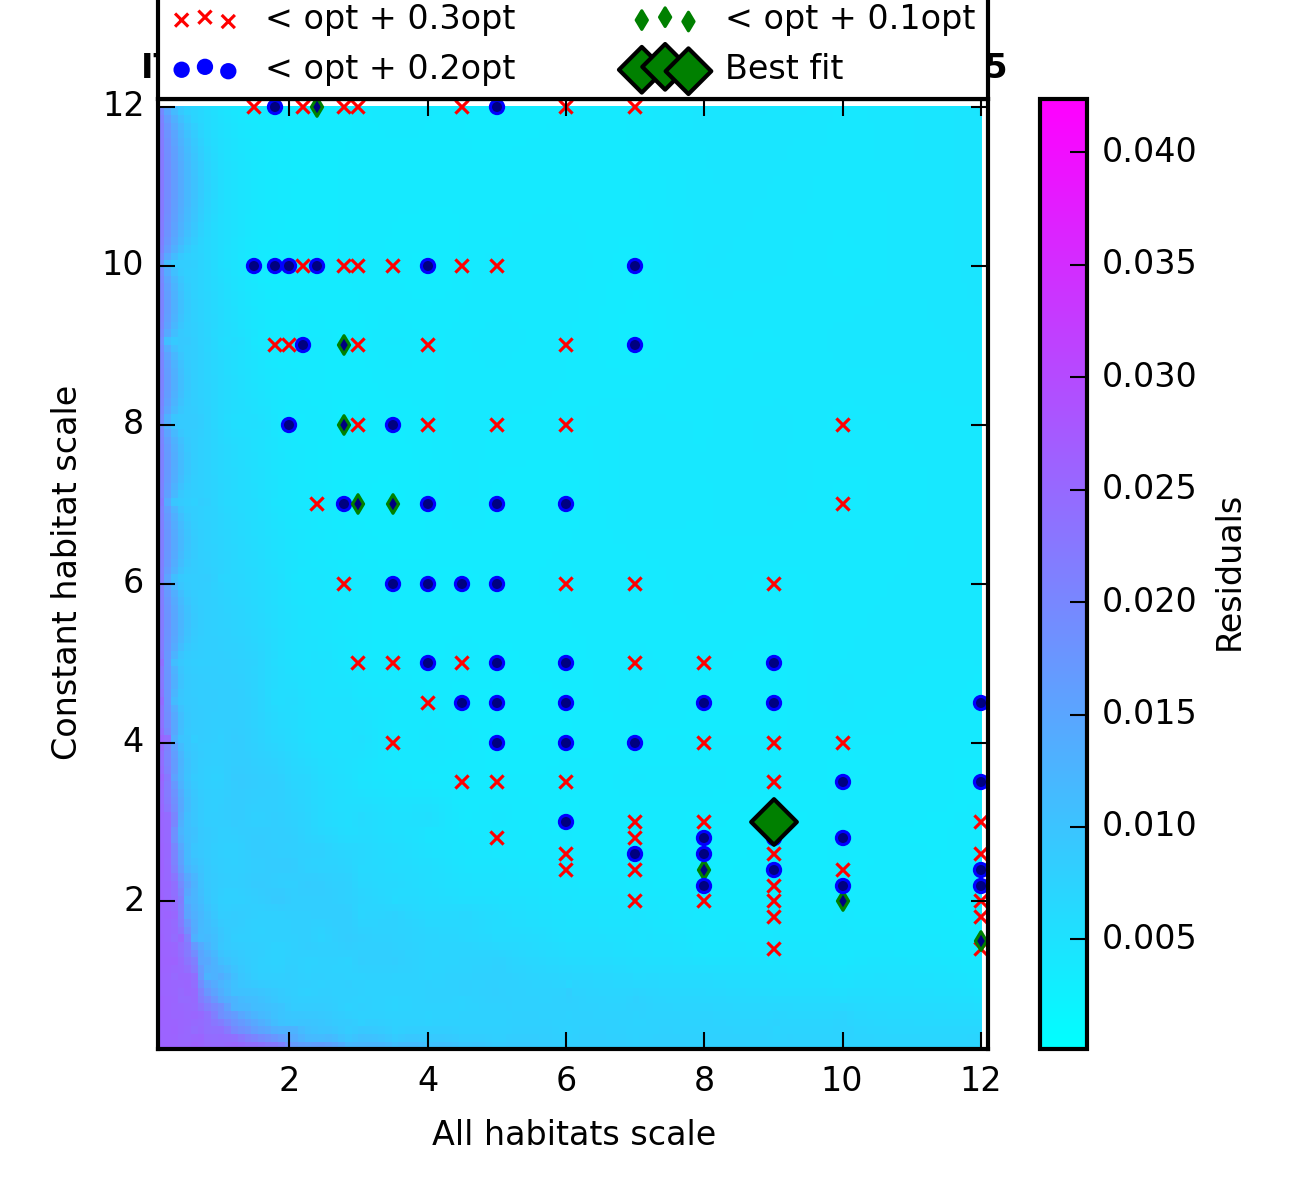 < opt + 0.3opt
< opt + 0.1opt
< opt + 0.2opt
Best fit
5
12
10
8
6
4
2
Constant habitat scale
2 4 6 8 10 12
All habitats scale
0.040
0.035
0.030
0.025
0.020
0.015
0.010
0.005
Residuals